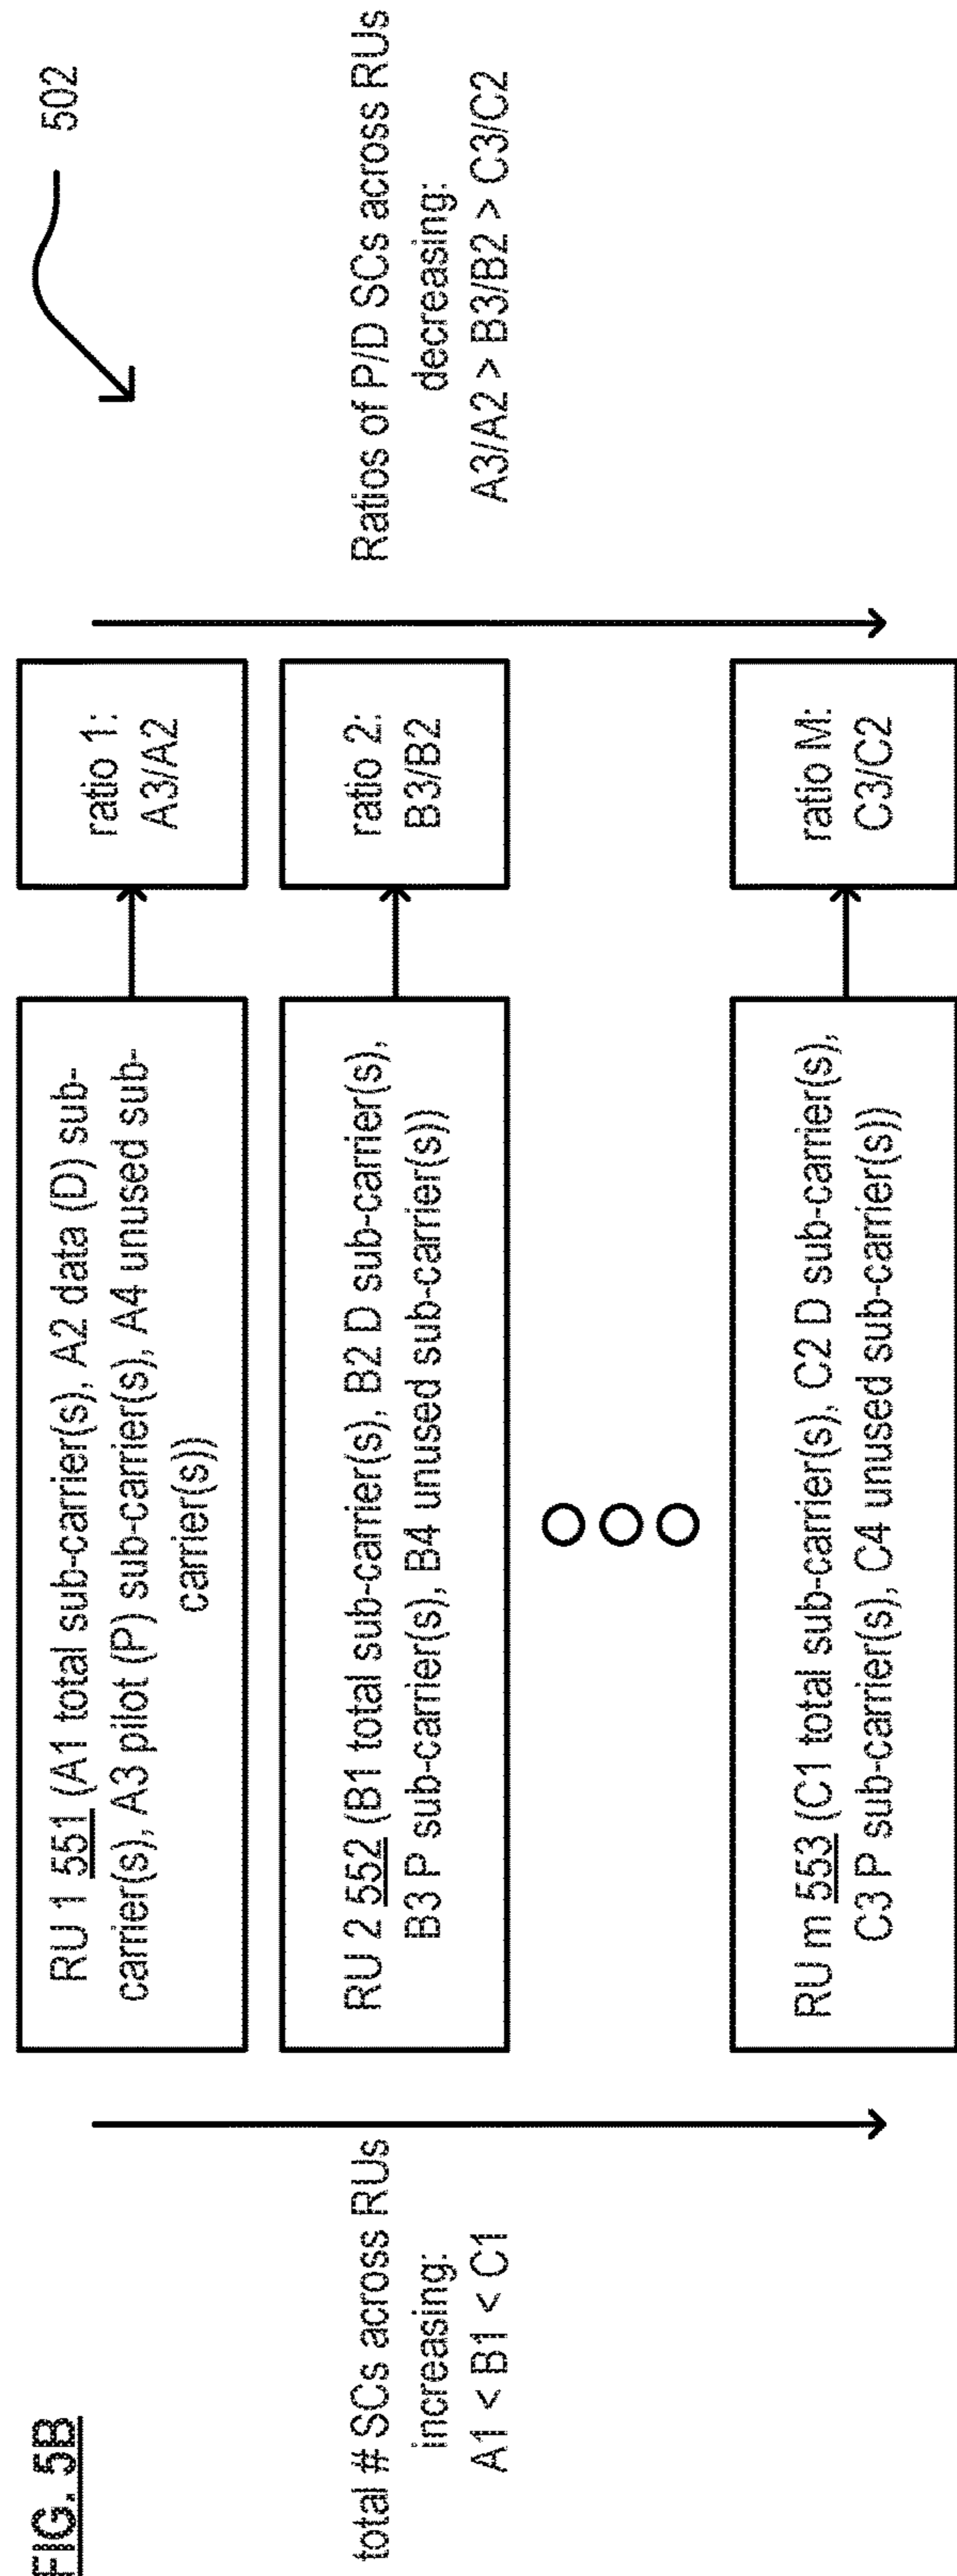 FIG. 5B
502
total # SCs across RUs
increasing:
A1 < B1 < C1
RU 1 551 (A1 total sub-carrier(s), A2 data (D) sub-
carrier(s), A3 pilot (P) sub-carrier(s), A4 unused sub-
carrier(s))
ratio 1:
A3/A2
RU 2 552 (B1 total sub-carrier(s), B2 D sub-carrier(s),
B3 P sub-carrier(s), B4 unused sub-carrier(s))
ratio 2:
B3/B2
RU m 553 (C1 total sub-carrier(s), C2 D sub-carrier(s),
C3 P sub-carrier(s), C4 unused sub-carrier(s))
ratio M:
C3/C2
Ratios of P/D SCs across RUs
decreasing:
A3/A2 > B3/B2 > C3/C2